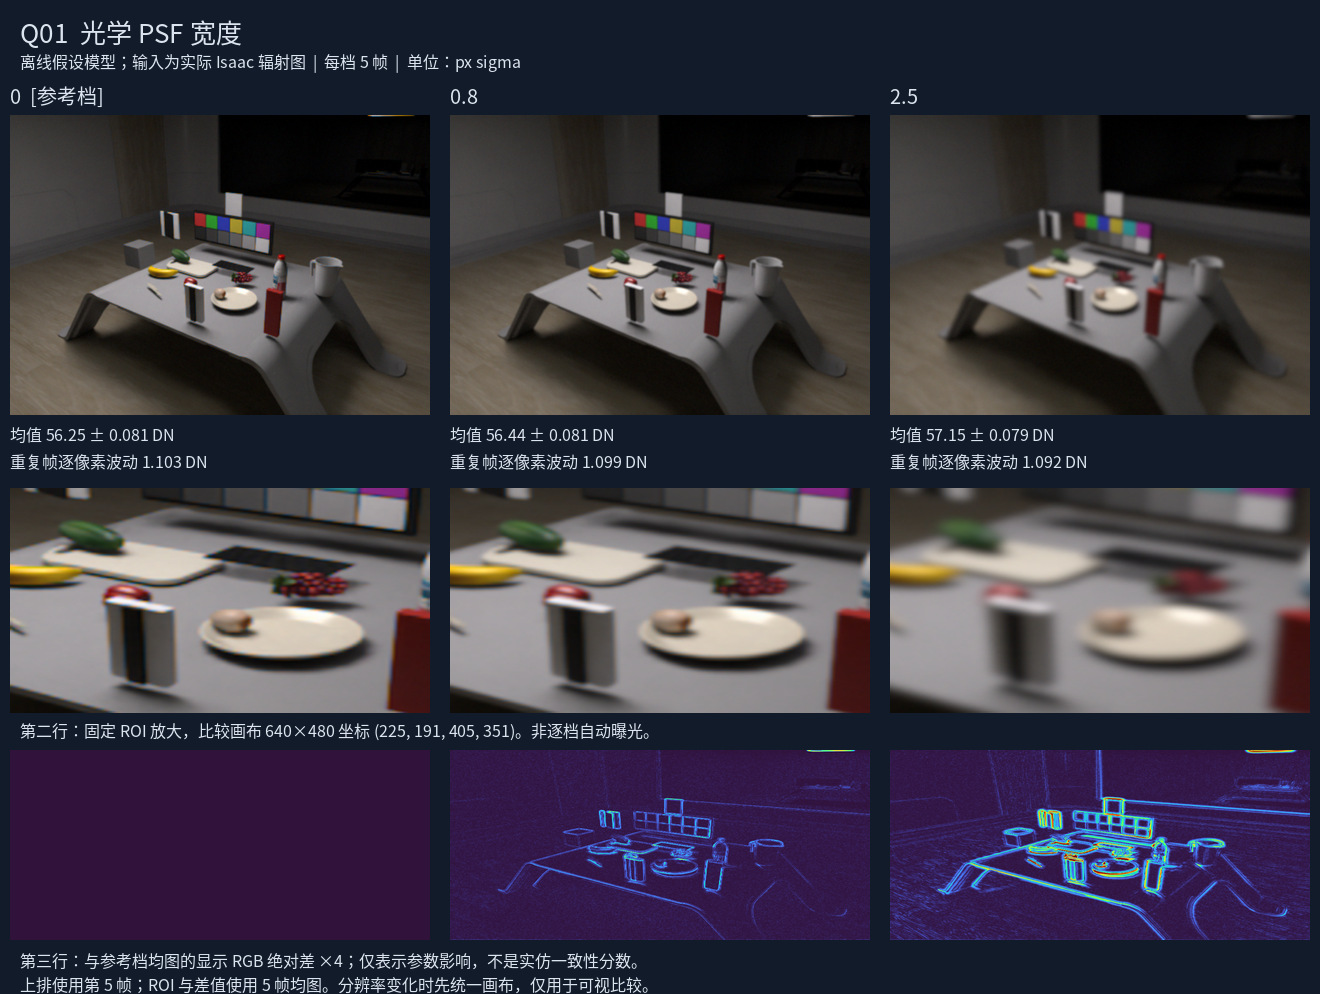 Q01 光学 PSF 宽度
离线假设模型；输入为实际 Isaac 辐射图 | 每档 5 帧 | 单位：px sigma
0 [参考档]
0.8
2.5
均值 56.25 ± 0.081 DN
重复帧逐像素波动 1.103 DN
均值 56.44 ± 0.081 DN
重复帧逐像素波动 1.099 DN
均值 57.15 ± 0.079 DN
重复帧逐像素波动 1.092 DN
第二行：固定 ROI 放大，比较画布 640×480 坐标 (225, 191, 405, 351)。非逐档自动曝光。
第三行：与参考档均图的显示 RGB 绝对差 ×4；仅表示参数影响，不是实仿一致性分数。
上排使用第 5 帧；ROI 与差值使用 5 帧均图。分辨率变化时先统一画布，仅用于可视比较。